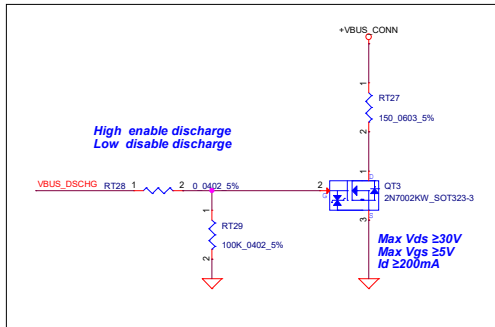 +VBUS_CONN
1
RT27
150_0603_5%
2
High enable discharge
Low disable discharge
VBUS_DSCHG RT28 1 2 0_0402_5% 2
1
D
QT3
2N7002KW_SOT323-3
G
S
3
1
RT29
100K_0402_5%
2
Max Vds ≥30V
Max Vgs ≥5V
Id ≥200mA